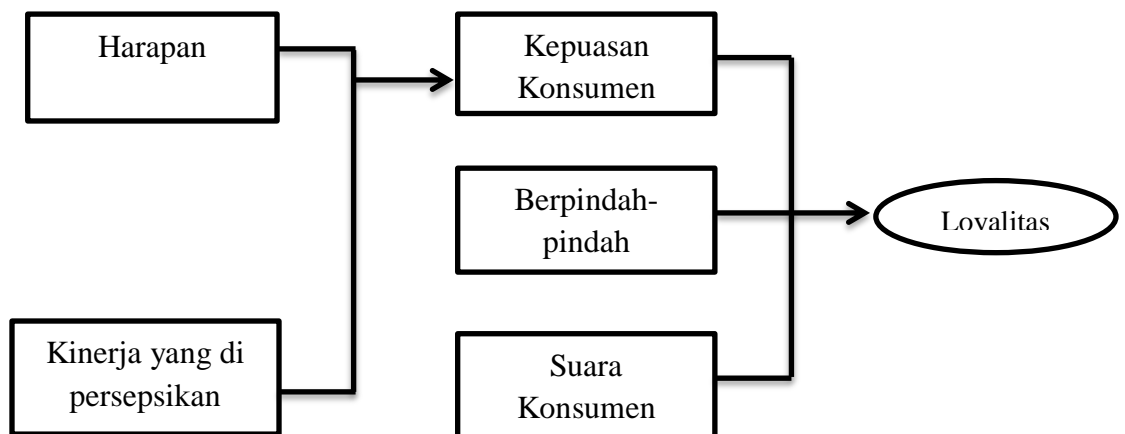 Harapan
Kepuasan
Konsumen
Berpindah-
pindah
Loyalitas
Kinerja yang di
persepsikan
Suara
Konsumen